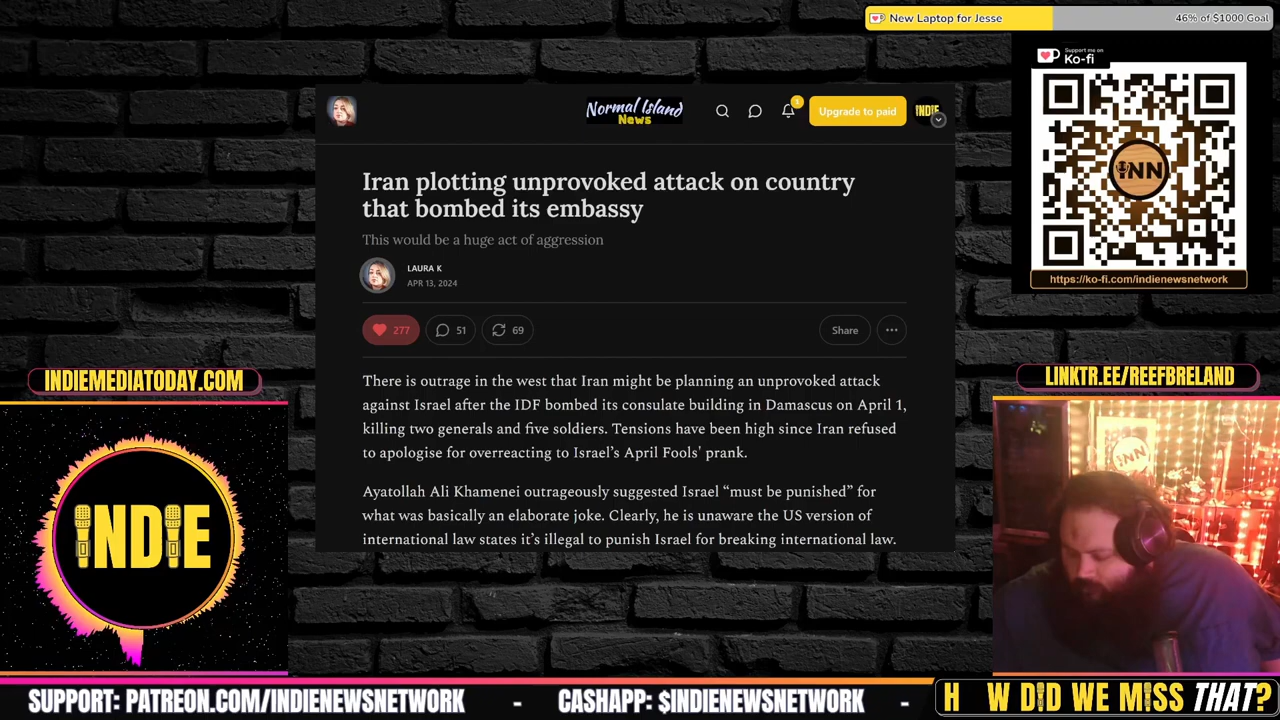 New Laptop for Jesse
46% of $1000 Goal
Support me on
Ko-fi
iNN
https://ko-fi.com/indienewsnetwork
Normal Island
News
1
Upgrade to paid
INDIE
Iran plotting unprovoked attack on country
that bombed its embassy
This would be a huge act of aggression
LAURA K
APR 13, 2024
277
51
69
Share
There is outrage in the west that Iran might be planning an unprovoked attack
against Israel after the IDF bombed its consulate building in Damascus on April 1,
killing two generals and five soldiers. Tensions have been high since Iran refused
to apologise for overreacting to Israel’s April Fools’ prank.
Ayatollah Ali Khamenei outrageously suggested Israel “must be punished” for
what was basically an elaborate joke. Clearly, he is unaware the US version of
international law states it’s illegal to punish Israel for breaking international law.
INDIEMEDIATODAY.COM
LINKTR.EE/REEFBRELAND
INDIE
INN
SUPPORT: PATREON.COM/INDIENEWSNETWORK - CASHAPP: $INDIENEWSNETWORK -
H W DID WE MISS THAT?